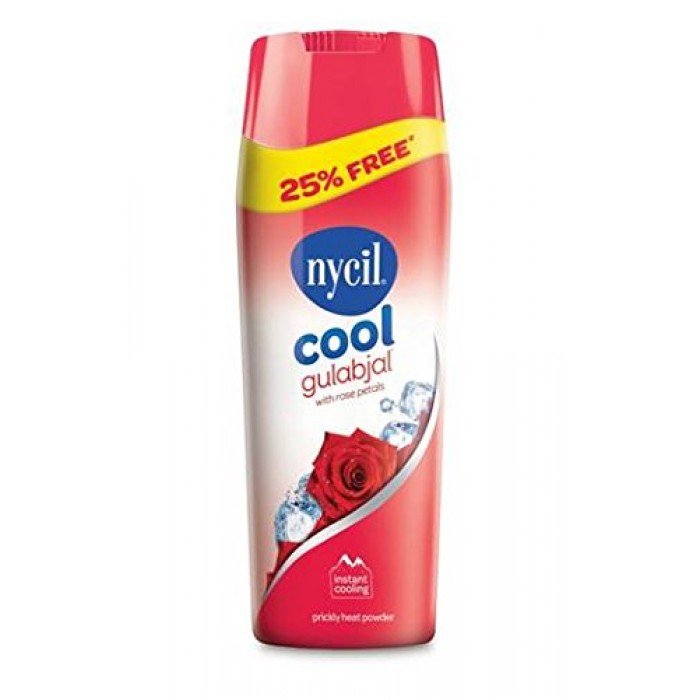 25% FREE*
nycil®
cool
gulabjal
with rose petals
instant
cooling
prickly heat powder